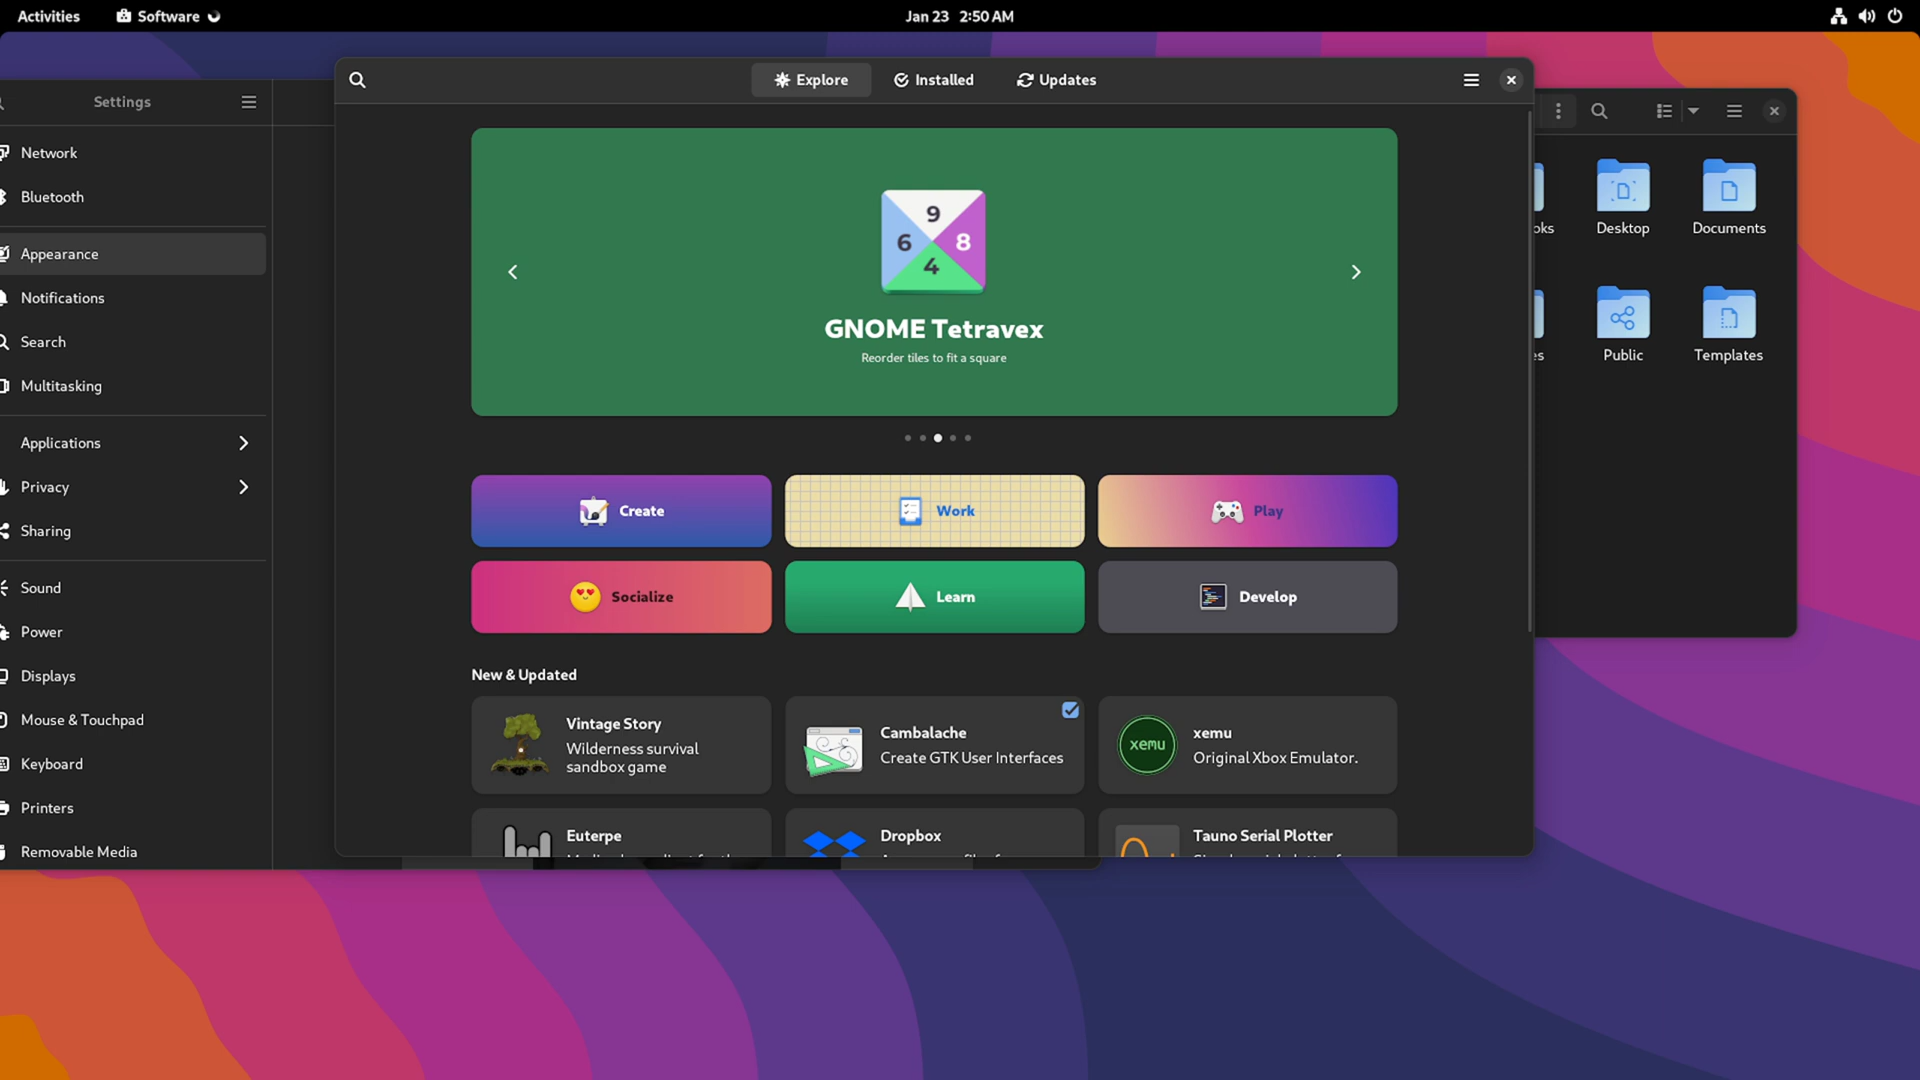 Activities
Software
Jan 23 2:50 AM
Settings
Network
Bluetooth
Appearance
Notifications
Search
Multitasking
Applications
Privacy
Sharing
Sound
Power
Displays
Mouse & Touchpad
Keyboard
Printers
Removable Media
Explore
Installed
Updates
9
6
8
4
GNOME Tetravex
Reorder tiles to fit a square
Create
Work
Play
Socialize
Learn
Develop
New & Updated
Vintage Story
Wilderness survival
sandbox game
Cambalache
Create GTK User Interfaces
xemu
xemu
Original Xbox Emulator.
Euterpe
Dropbox
Tauno Serial Plotter
Desktop
Documents
Public
Templates